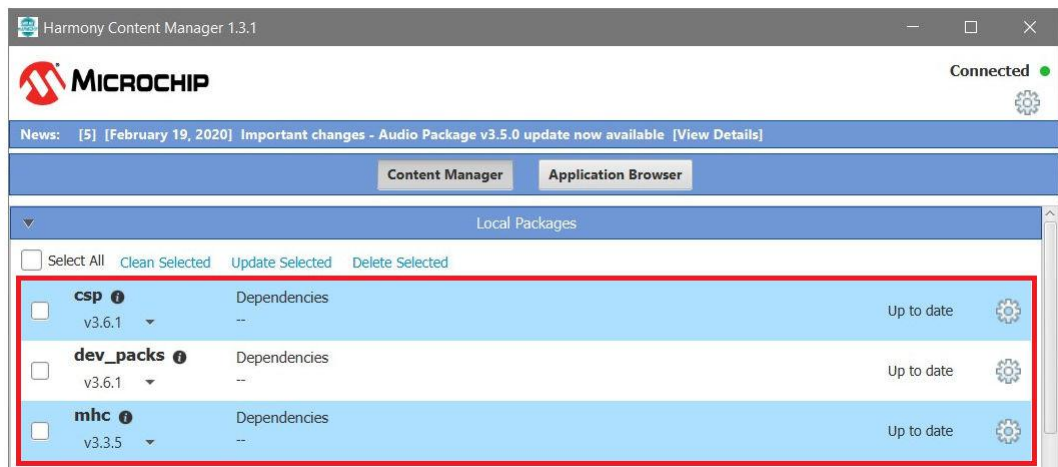 Harmony Content Manager 1.3.1
MICROCHIP
Connected
News: [5] [February 19, 2020] Important changes - Audio Package v3.5.0 update now available [View Details]
Content Manager Application Browser
Local Packages
Select All Clean Selected Update Selected Delete Selected
csp Dependencies
v3.6.1 -- Up to date
dev_packs Dependencies
v3.6.1 -- Up to date
mhc Dependencies
v3.3.5 -- Up to date